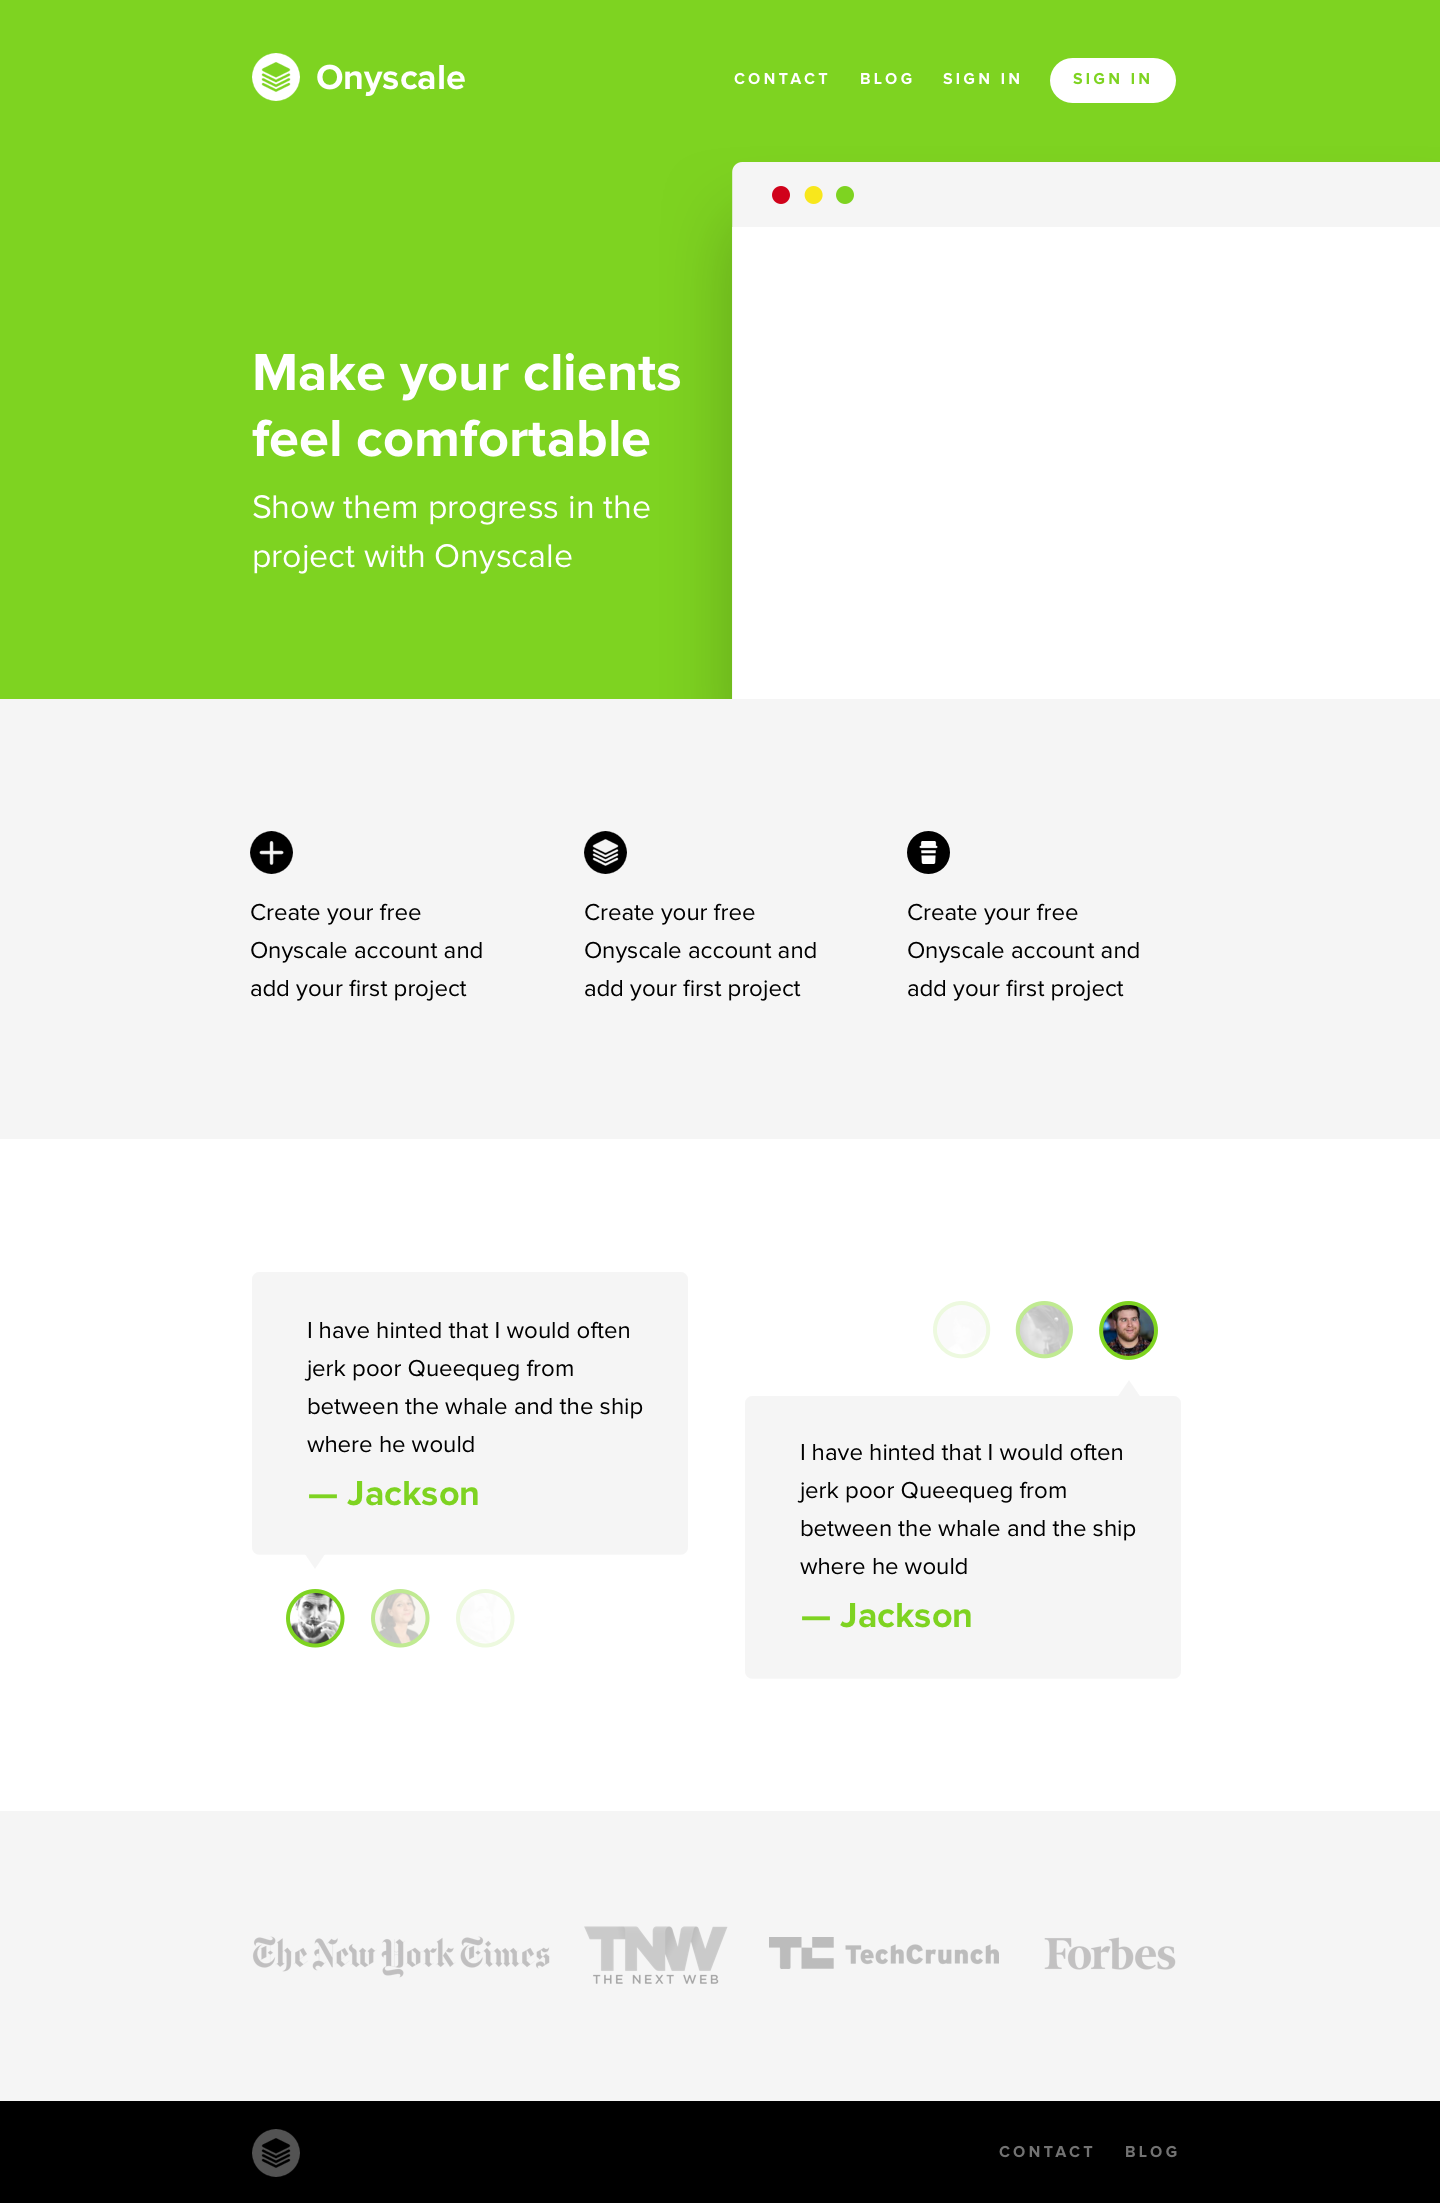 Onyscale
CONTACT BLOG SIGN IN SIGN IN
Make your clients
feel comfortable
Show them progress in the
project with Onyscale
Create your free
Onyscale account and
add your first project
Create your free
Onyscale account and
add your first project
Create your free
Onyscale account and
add your first project
I have hinted that I would often
jerk poor Queequeg from
between the whale and the ship
where he would
— Jackson
I have hinted that I would often
jerk poor Queequeg from
between the whale and the ship
where he would
— Jackson
The New York Times
TNW
THE NEXT WEB
TC TechCrunch
Forbes
CONTACT BLOG